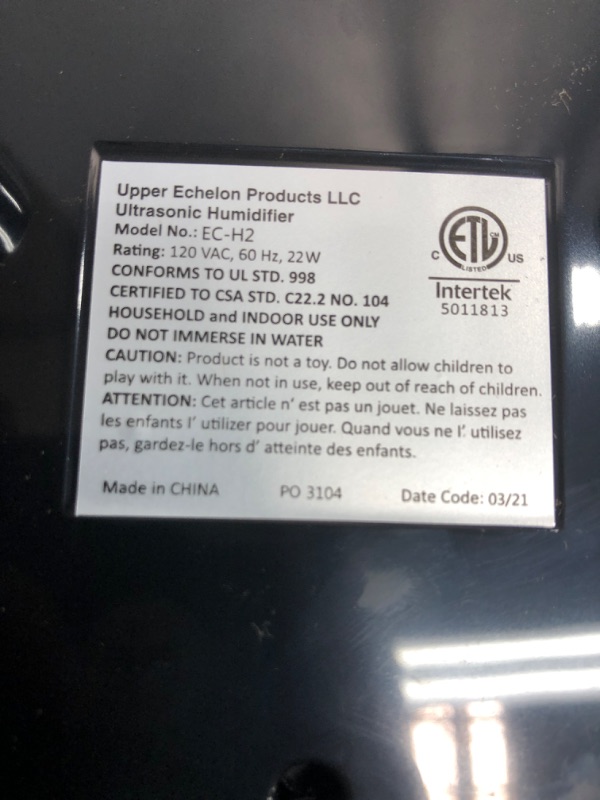 Upper Echelon Products LLC
Ultrasonic Humidifier
Model No.: EC-H2
Rating: 120 VAC, 60 Hz, 22W
CONFORMS TO UL STD. 998
CERTIFIED TO CSA STD. C22.2 NO. 104
HOUSEHOLD and INDOOR USE ONLY
DO NOT IMMERSE IN WATER
CAUTION: Product is not a toy. Do not allow children to
play with it. When not in use, keep out of reach of children.
ATTENTION: Cet article n' est pas un jouet. Ne laissez pas
les enfants l' utilizer pour jouer. Quand vous ne l' utilisez
pas, gardez-le hors d' atteinte des enfants.
Made in CHINA PO 3104 Date Code: 03/21
ETL CM
C LISTED US
Intertek
5011813